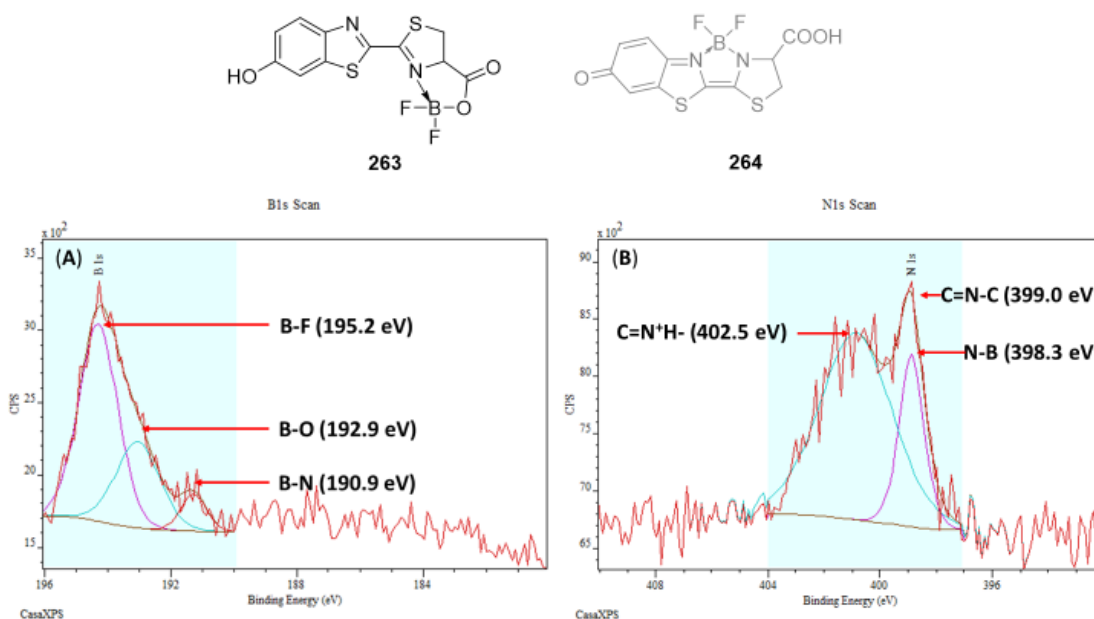 S
N
F F
B
COOH
HO
S
N
O
N
N
O
F B O
F
S
S
263
264
B1s Scan
N1s Scan
x 10²
(A)
B 1s
35
30
25
20
15
CPS
B-F (195.2 eV)
B-O (192.9 eV)
B-N (190.9 eV)
196 192 188 184
Binding Energy (eV)
CasaXPS
x 10²
(B)
N 1s
90
85
80
75
70
65
CPS
C=N-C (399.0 eV)
C=N⁺H- (402.5 eV)
N-B (398.3 eV)
408 404 400 396
Binding Energy (eV)
CasaXPS